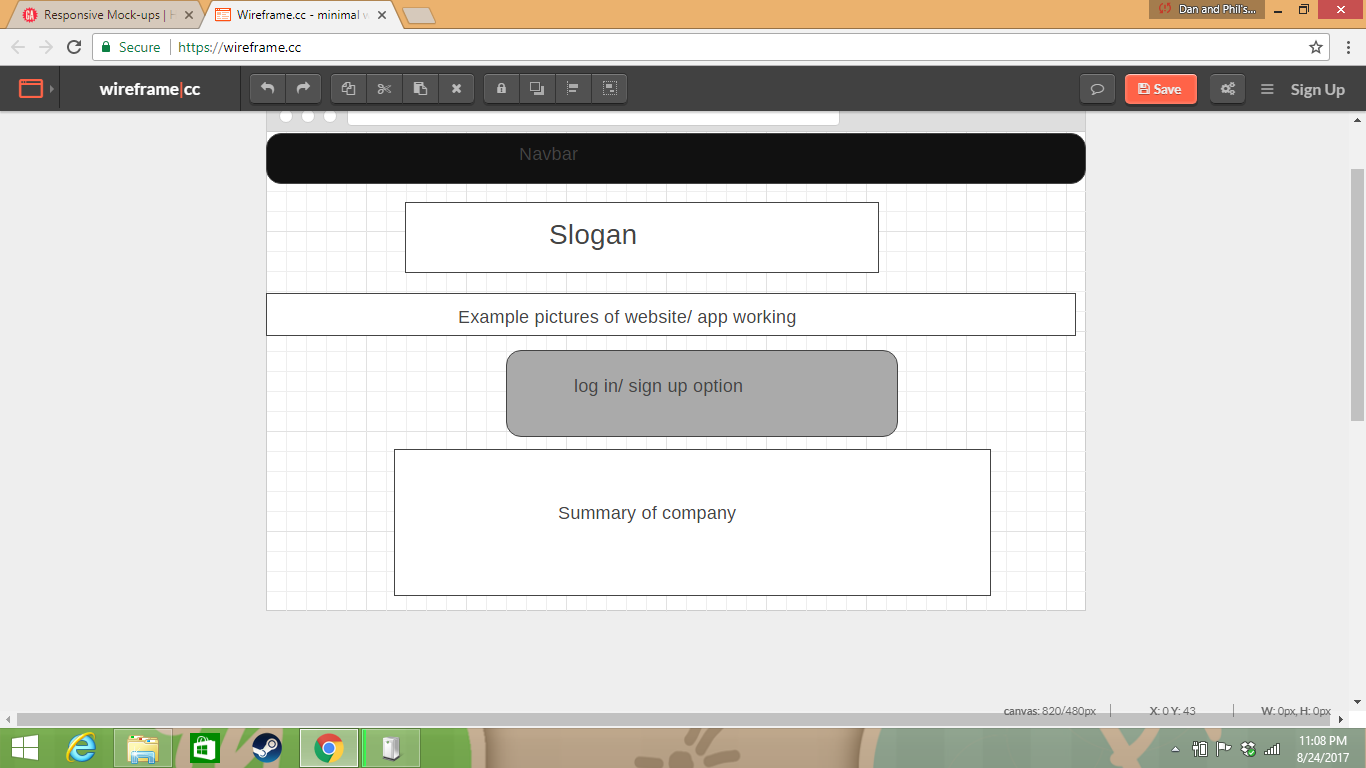 Responsive Mock-ups | H
Wireframe.cc - minimal w
Dan and Phil's...
Secure
https://wireframe.cc
wireframe|cc
Save
Sign Up
Navbar
Slogan
Example pictures of website/ app working
log in/ sign up option
Summary of company
canvas: 820/480px
X: 0 Y: 43
W: 0px, H: 0px
11:08 PM
8/24/2017